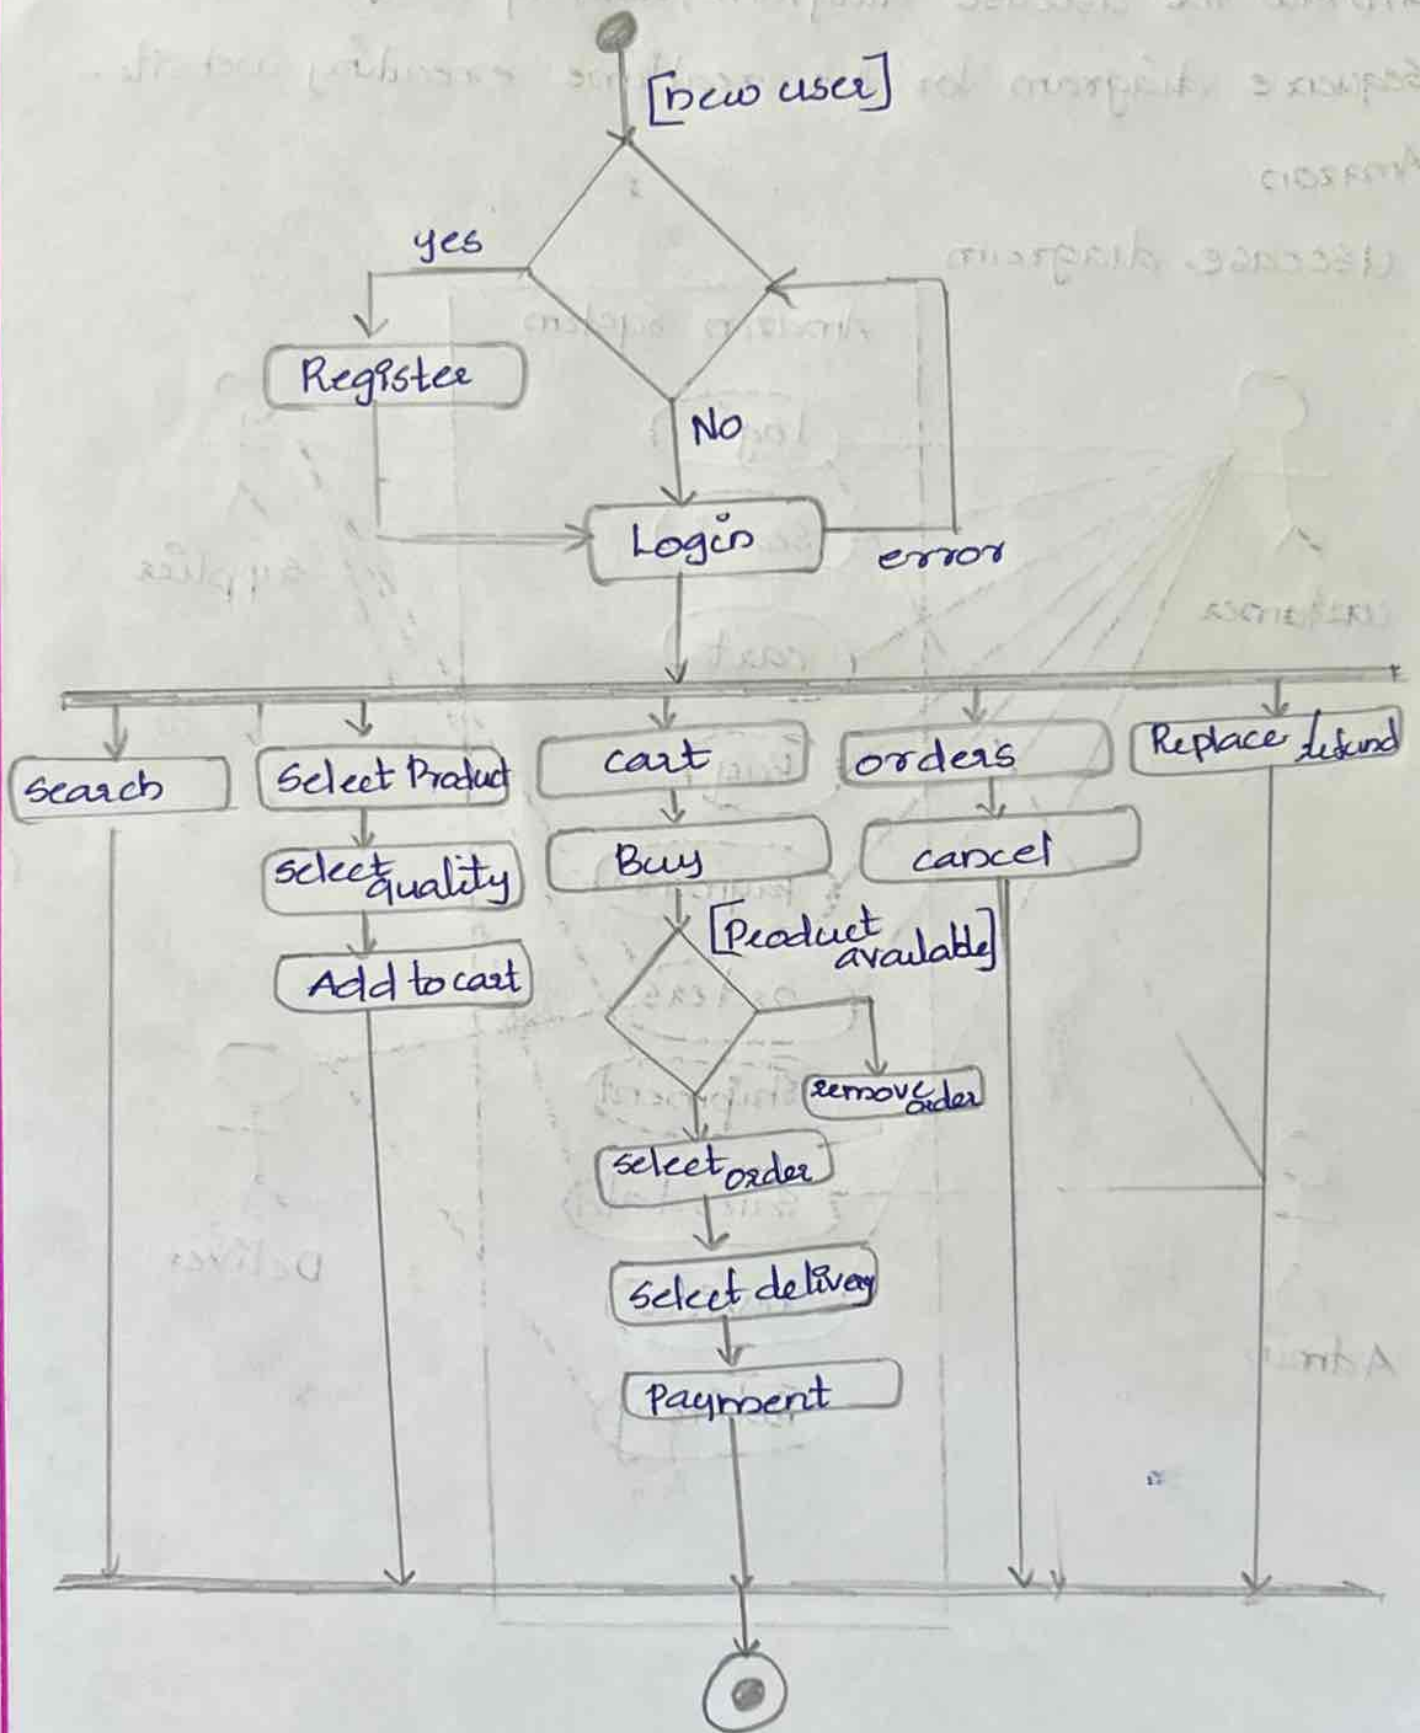 [new user]
yes
Register
No
Login
error
Search
Select Product
Cart
orders
Replace
select
quality
Buy
cancel
[Product
available]
Add to cart
remove
order
select order
Select delivery
Payment